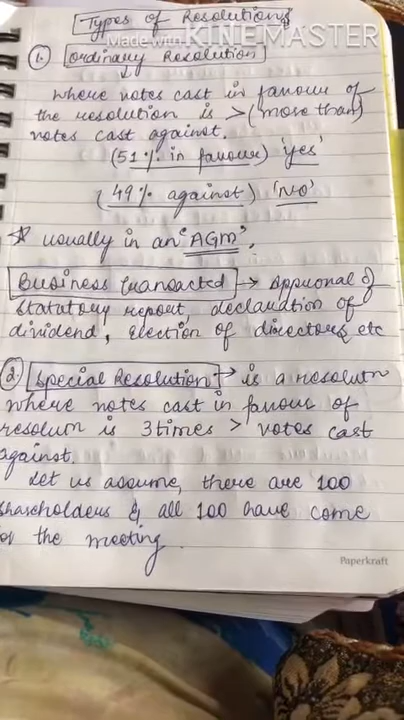 Types of Resolutions
Made with KINEMASTER
1. Ordinary Resolution
where votes cast in favour of
the resolution is > (more than)
votes cast against.
(51% in favour) 'yes'
(49% against) 'No'
* usually in an 'AGM'.
Business transacted → Approval of
statutory report, declaration of
dividend, Election of directors, etc
2. Special Resolution → is a resolutn
where votes cast in favour of
resolum is 3 times > votes cast
against.
Let us assume, there are 100
shareholders & all 100 have come
for the meeting.
Paperkraft